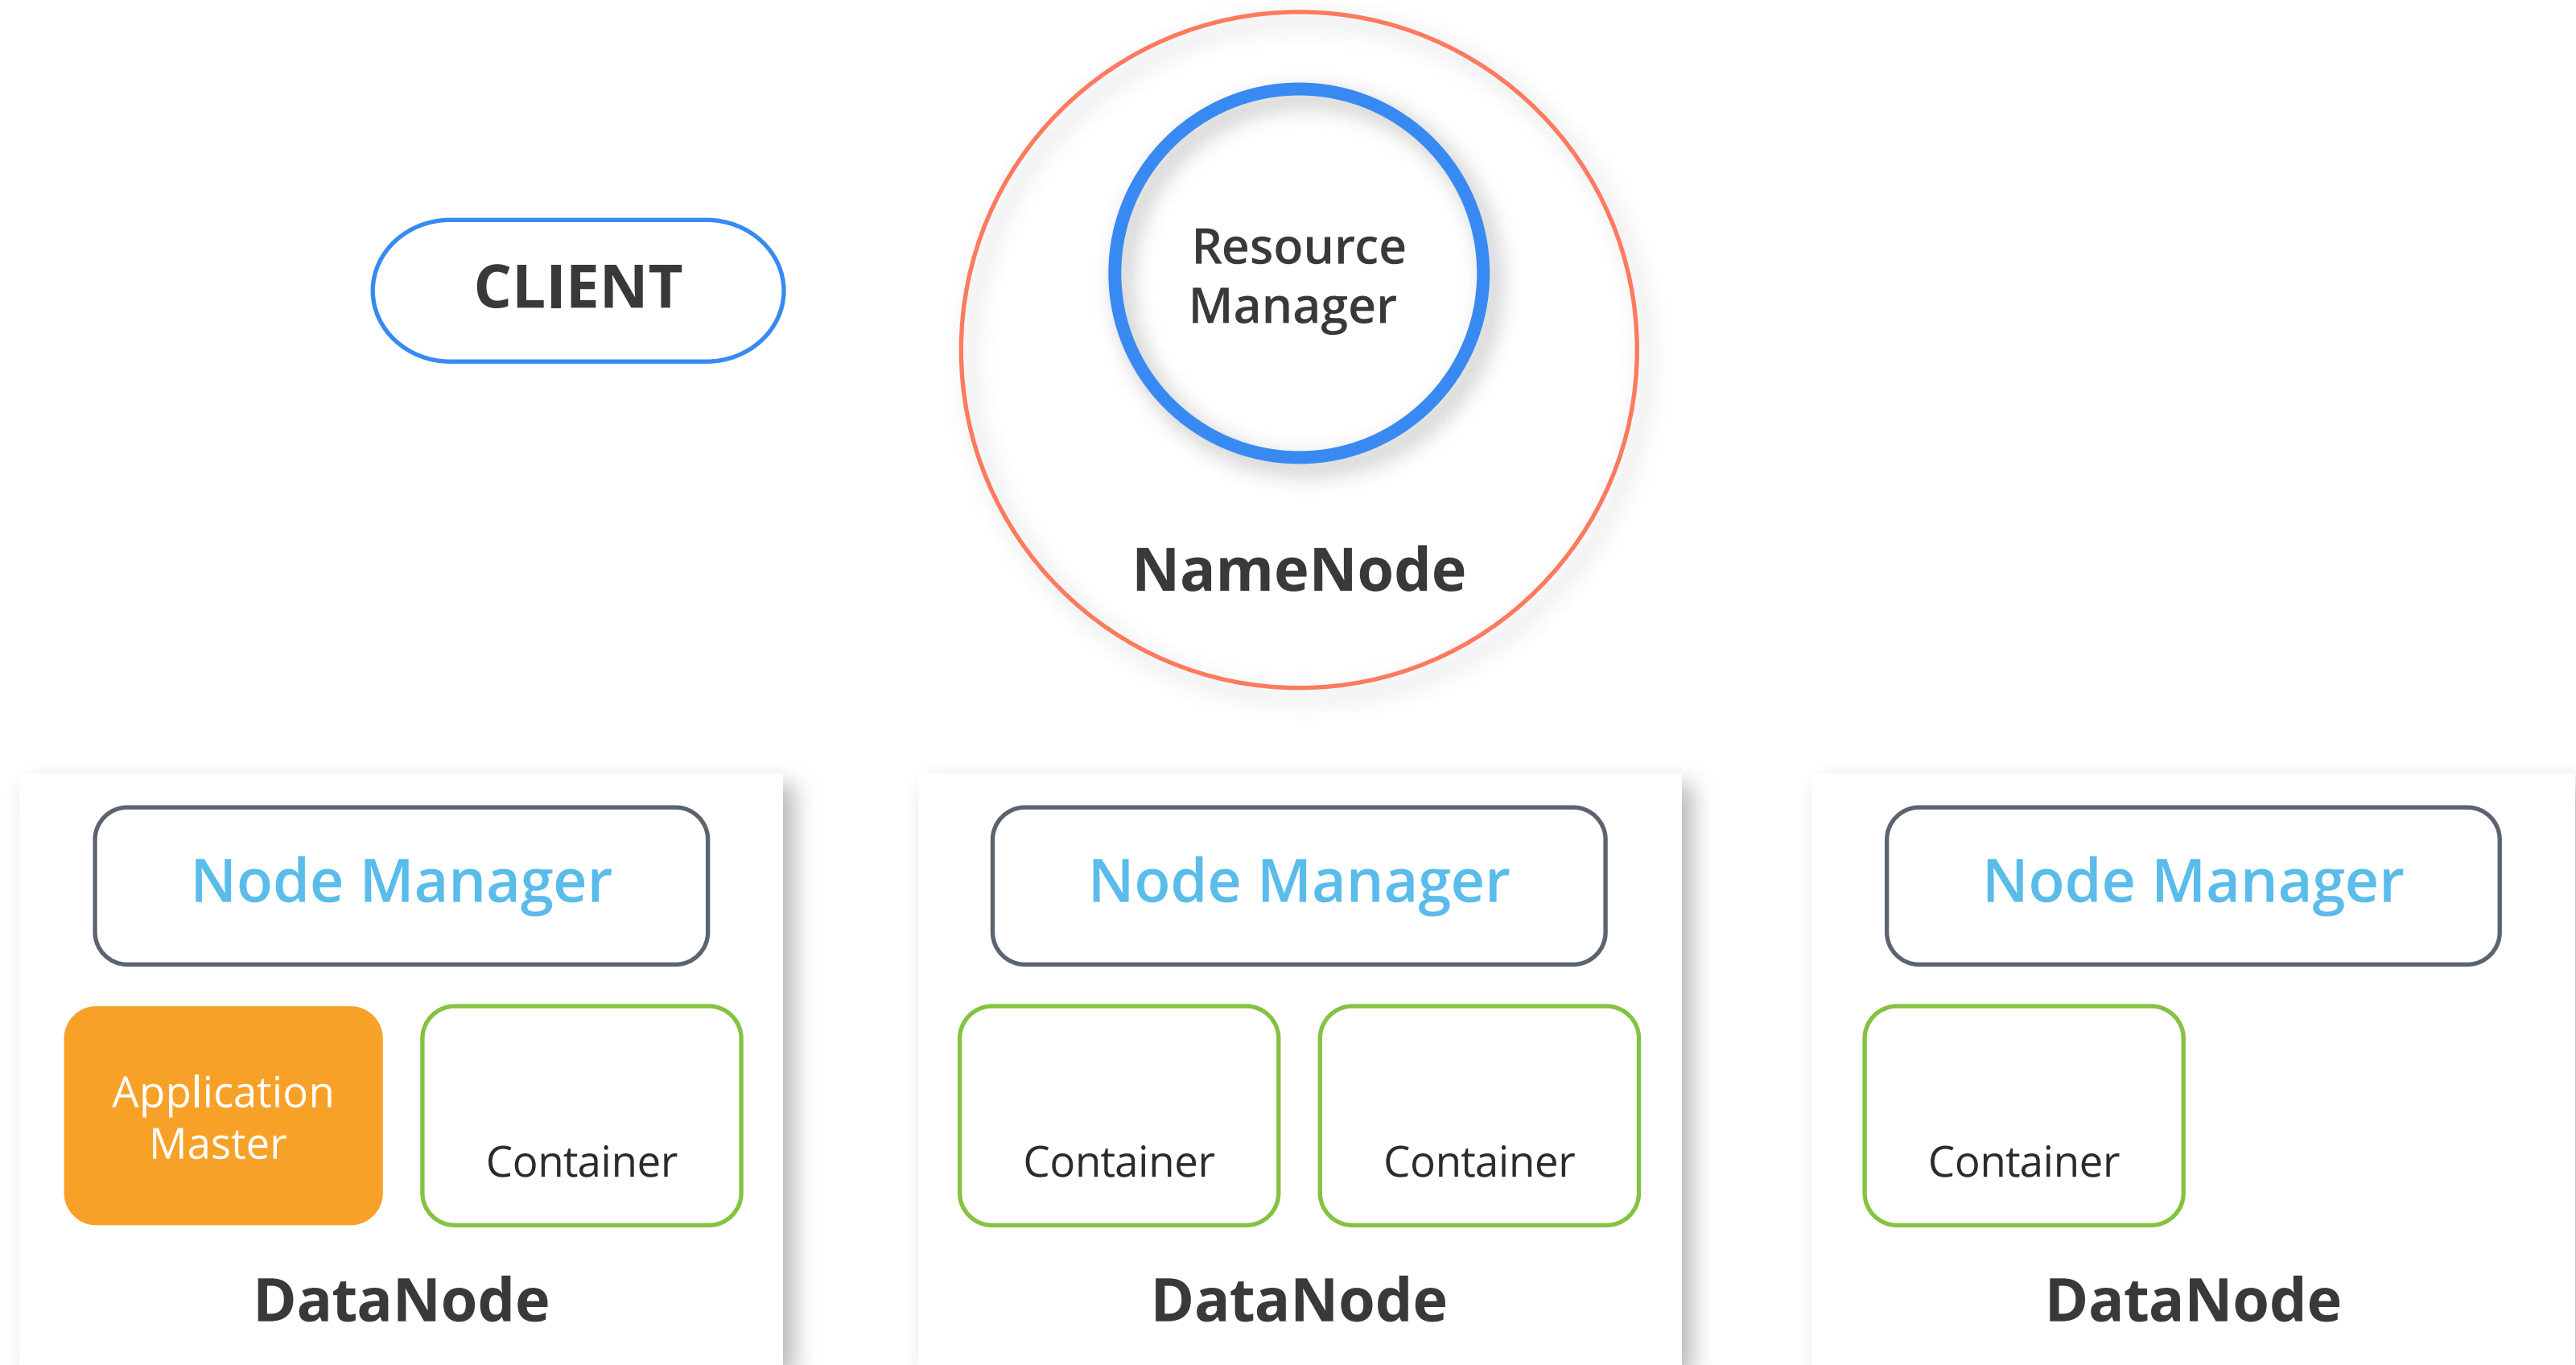 CLIENT
Resource
Manager
NameNode
Node Manager
Application
Master
Container
DataNode
Node Manager
Container
Container
DataNode
Node Manager
Container
DataNode